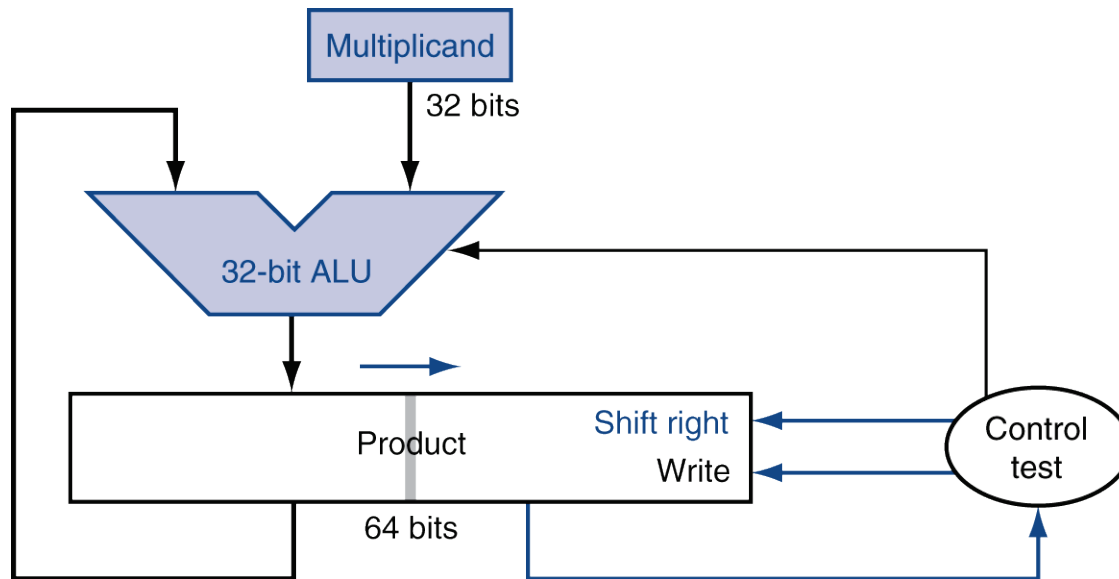 Multiplicand
32 bits
32-bit ALU
Shift right
Product
Write
64 bits
Control
test